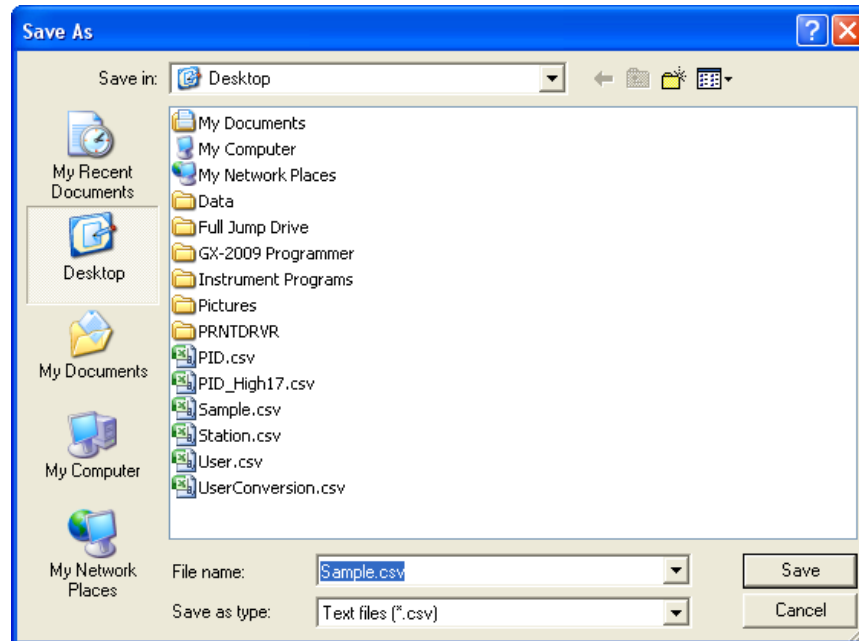 Save As
Save in:
Desktop
My Recent
Documents
Desktop
My Documents
My Computer
My Network
Places
My Documents
My Computer
My Network Places
Data
Full Jump Drive
GX-2009 Programmer
Instrument Programs
Pictures
PRNTDRVR
PID.csv
PID_High17.csv
Sample.csv
Station.csv
User.csv
UserConversion.csv
File name:
Sample.csv
Save
Save as type:
Text files (*.csv)
Cancel